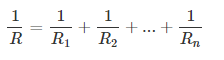 1/R = 1/R₁ + 1/R₂ + ... + 1/Rₙ